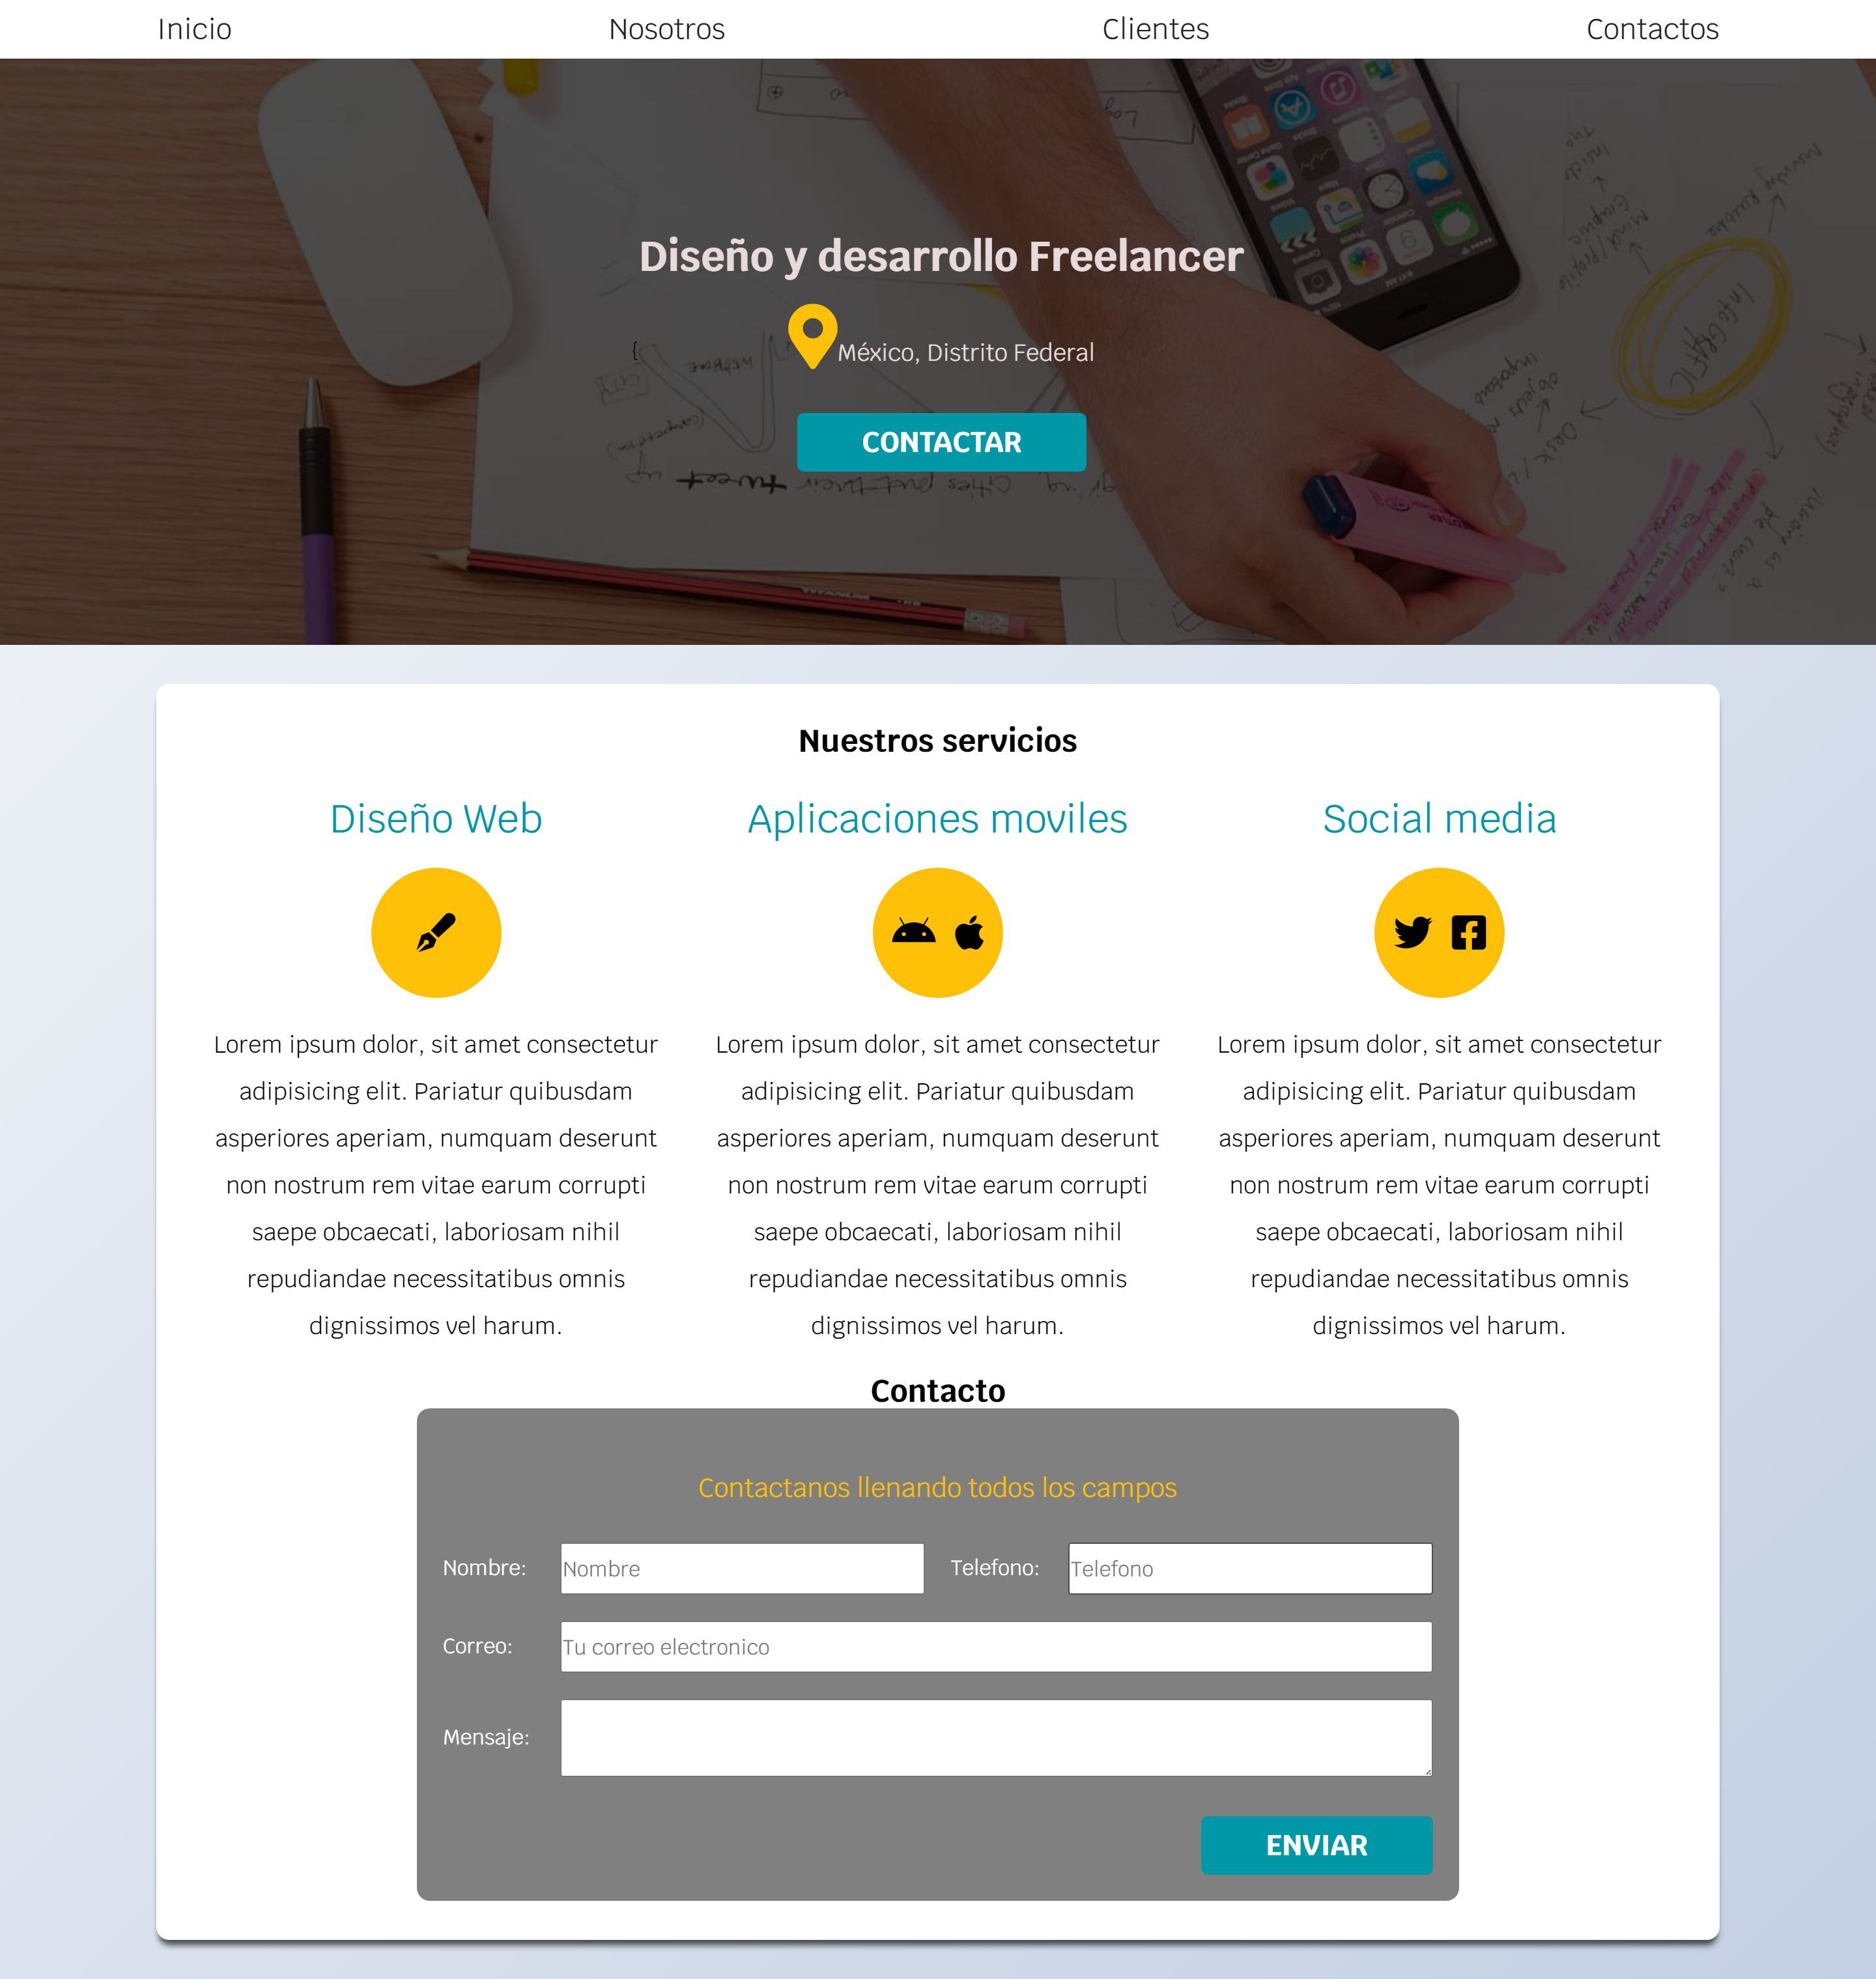 Inicio
Nosotros
Clientes
Contactos
Diseño y desarrollo Freelancer
{
México, Distrito Federal
CONTACTAR
tweet
Nuestros servicios
Diseño Web
Aplicaciones moviles
Social media
Lorem ipsum dolor, sit amet consectetur
adipisicing elit. Pariatur quibusdam
asperiores aperiam, numquam deserunt
non nostrum rem vitae earum corrupti
saepe obcaecati, laboriosam nihil
repudiandae necessitatibus omnis
dignissimos vel harum.
Lorem ipsum dolor, sit amet consectetur
adipisicing elit. Pariatur quibusdam
asperiores aperiam, numquam deserunt
non nostrum rem vitae earum corrupti
saepe obcaecati, laboriosam nihil
repudiandae necessitatibus omnis
dignissimos vel harum.
Lorem ipsum dolor, sit amet consectetur
adipisicing elit. Pariatur quibusdam
asperiores aperiam, numquam deserunt
non nostrum rem vitae earum corrupti
saepe obcaecati, laboriosam nihil
repudiandae necessitatibus omnis
dignissimos vel harum.
Contacto
Contactanos llenando todos los campos
Nombre:
Nombre
Telefono:
Telefono
Correo:
Tu correo electronico
Mensaje:
ENVIAR